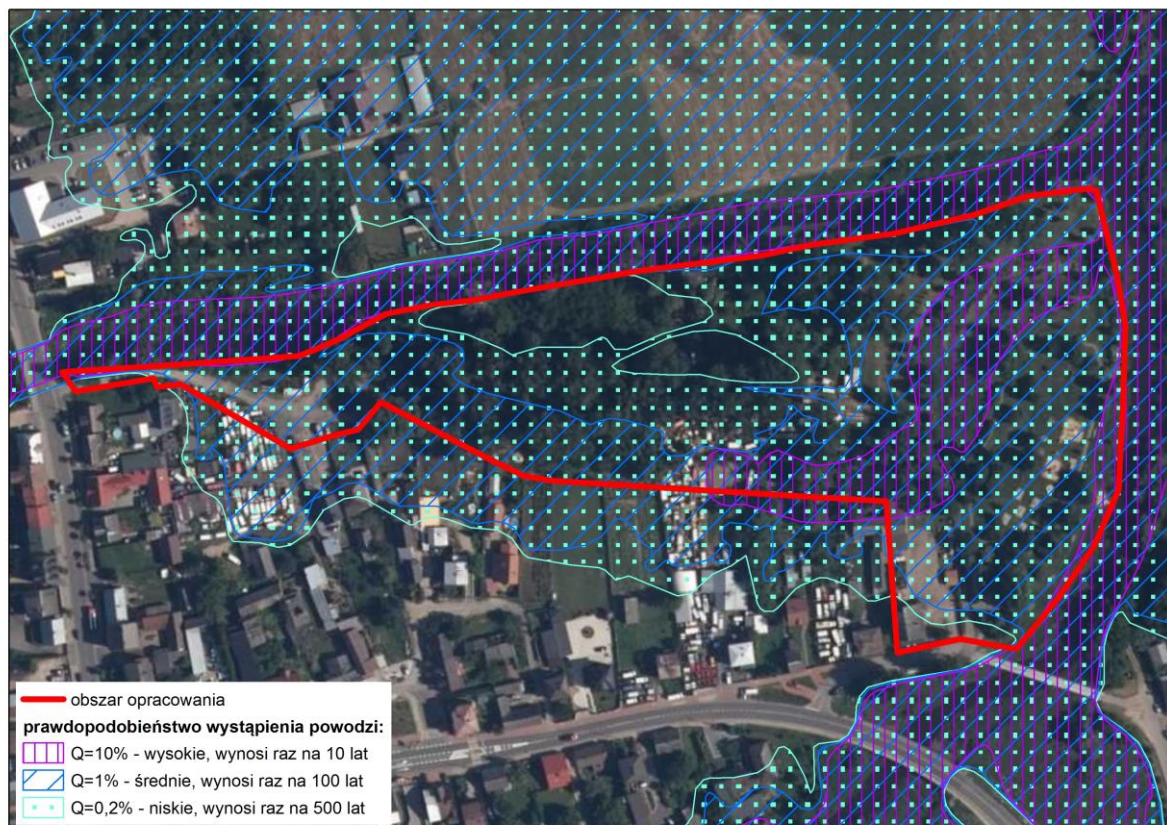 obszar opracowania
prawdopodobieństwo wystąpienia powodzi:
Q=10% - wysokie, wynosi raz na 10 lat
Q=1% - średnie, wynosi raz na 100 lat
Q=0,2% - niskie, wynosi raz na 500 lat